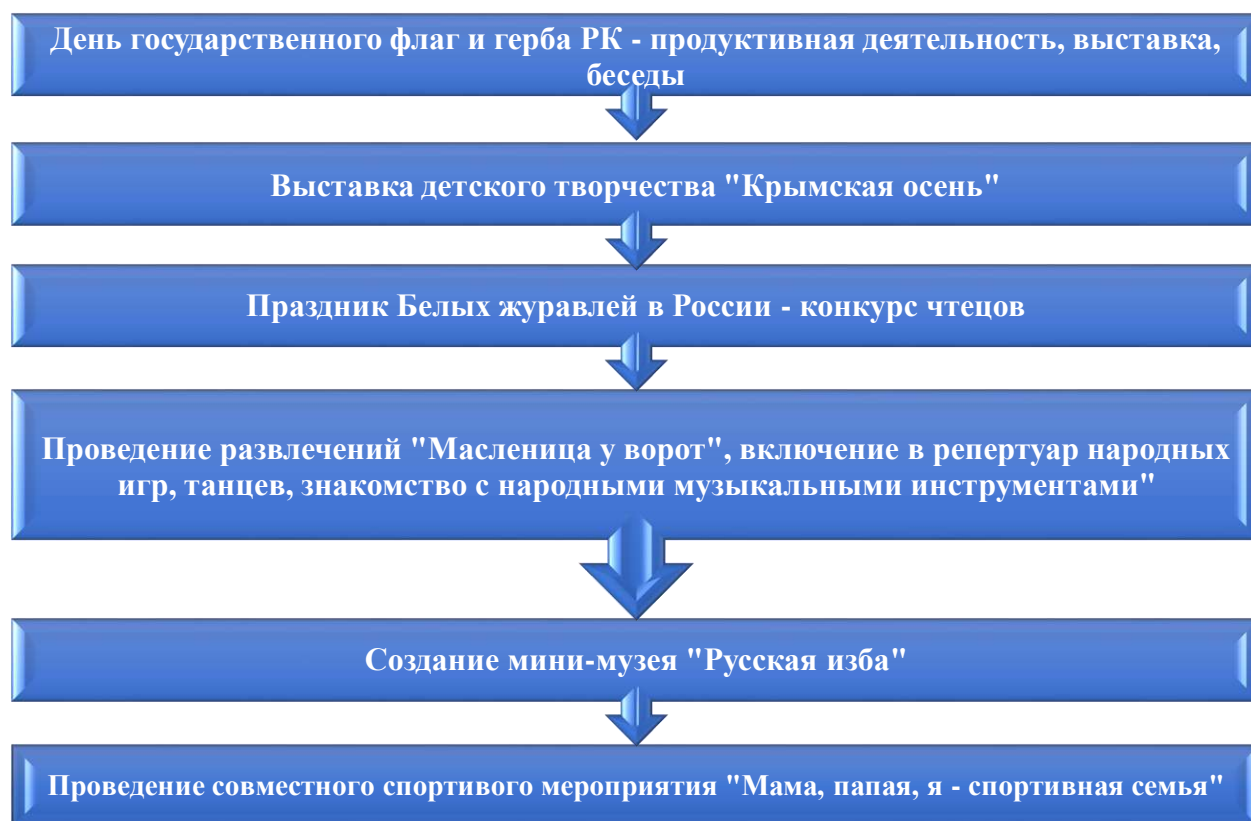 День государственного флаг и герба РК - продуктивная деятельность, выставка,
беседы
Выставка детского творчества "Крымская осень"
Праздник Белых журавлей в России - конкурс чтецов
Проведение развлечений "Масленица у ворот", включение в репертуар народных
игр, танцев, знакомство с народными музыкальными инструментами"
Создание мини-музея "Русская изба"
Проведение совместного спортивого мероприятия "Мама, папая, я - спортивная семья"